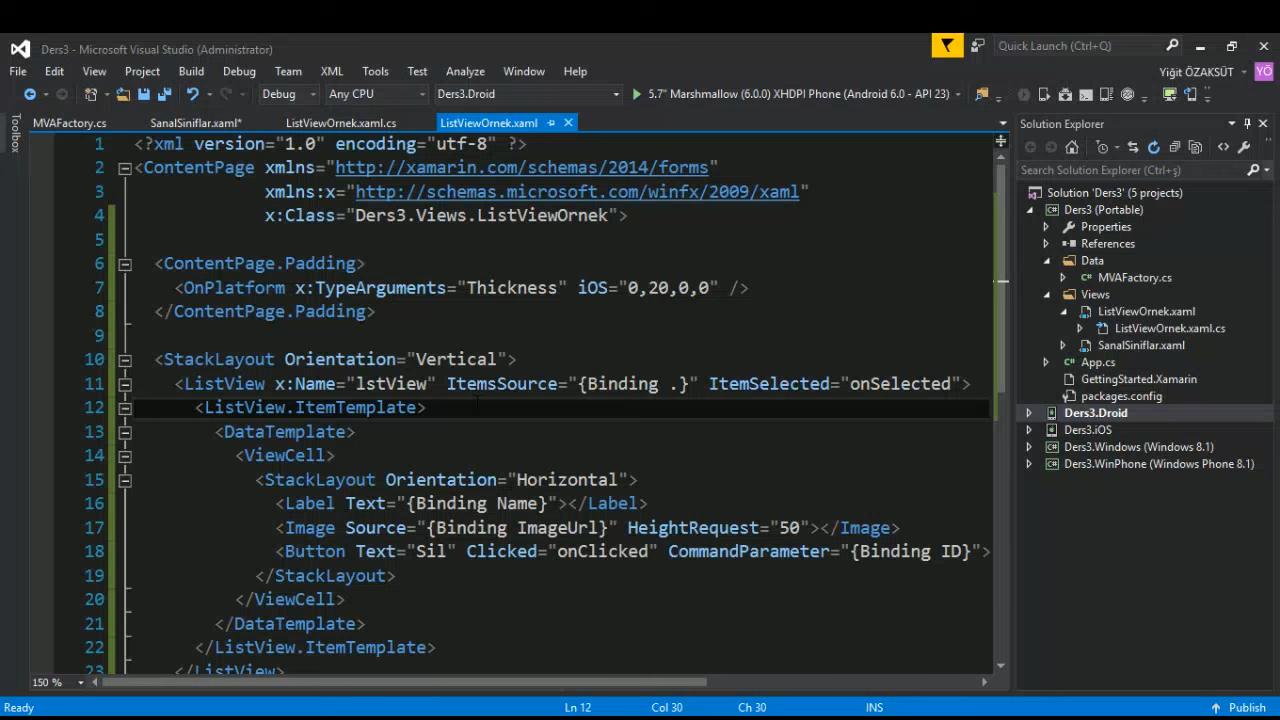 Ders3 - Microsoft Visual Studio (Administrator)
Quick Launch (Ctrl+Q)
File Edit View Project Build Debug Team XML Tools Test Analyze Window Help
Yiğit ÖZAKSÜT YÖ
Debug Any CPU Ders3.Droid 5.7" Marshmallow (6.0.0) XHDPI Phone (Android 6.0 - API 23)
Toolbox
MVAFactory.cs SanalSiniflar.xaml* ListViewOrnek.xaml.cs ListViewOrnek.xaml
1 <?xml version="1.0" encoding="utf-8" ?>
2 <ContentPage xmlns="http://xamarin.com/schemas/2014/forms"
3 xmlns:x="http://schemas.microsoft.com/winfx/2009/xaml"
4 x:Class="Ders3.Views.ListViewOrnek">
5
6 <ContentPage.Padding>
7 <OnPlatform x:TypeArguments="Thickness" iOS="0,20,0,0" />
8 </ContentPage.Padding>
9
10 <StackLayout Orientation="Vertical">
11 <ListView x:Name="lstView" ItemsSource="{Binding .}" ItemSelected="onSelected">
12 <ListView.ItemTemplate>
13 <DataTemplate>
14 <ViewCell>
15 <StackLayout Orientation="Horizontal">
16 <Label Text="{Binding Name}"></Label>
17 <Image Source="{Binding ImageUrl}" HeightRequest="50"></Image>
18 <Button Text="Sil" Clicked="onClicked" CommandParameter="{Binding ID}">
19 </StackLayout>
20 </ViewCell>
21 </DataTemplate>
22 </ListView.ItemTemplate>
23 </ListView>
150 %
Solution Explorer
Search Solution Explorer (Ctrl+ş)
Solution 'Ders3' (5 projects)
Ders3 (Portable)
Properties
References
Data
MVAFactory.cs
Views
ListViewOrnek.xaml
ListViewOrnek.xaml.cs
SanalSiniflar.xaml
App.cs
GettingStarted.Xamarin
packages.config
Ders3.Droid
Ders3.iOS
Ders3.Windows (Windows 8.1)
Ders3.WinPhone (Windows Phone 8.1)
Ready Ln 12 Col 30 Ch 30 INS Publish